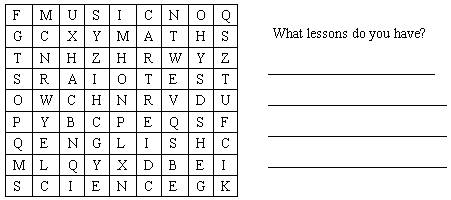 F M U S I C N O Q
G C X Y M A T H S
T N H Z H R W Y Z
S R A I O T E S T
O W C H N R V D U
P Y B C P E Q S F
Q E N G L I S H C
M L Q Y X D B E I
S C I E N C E G K
What lessons do you have?